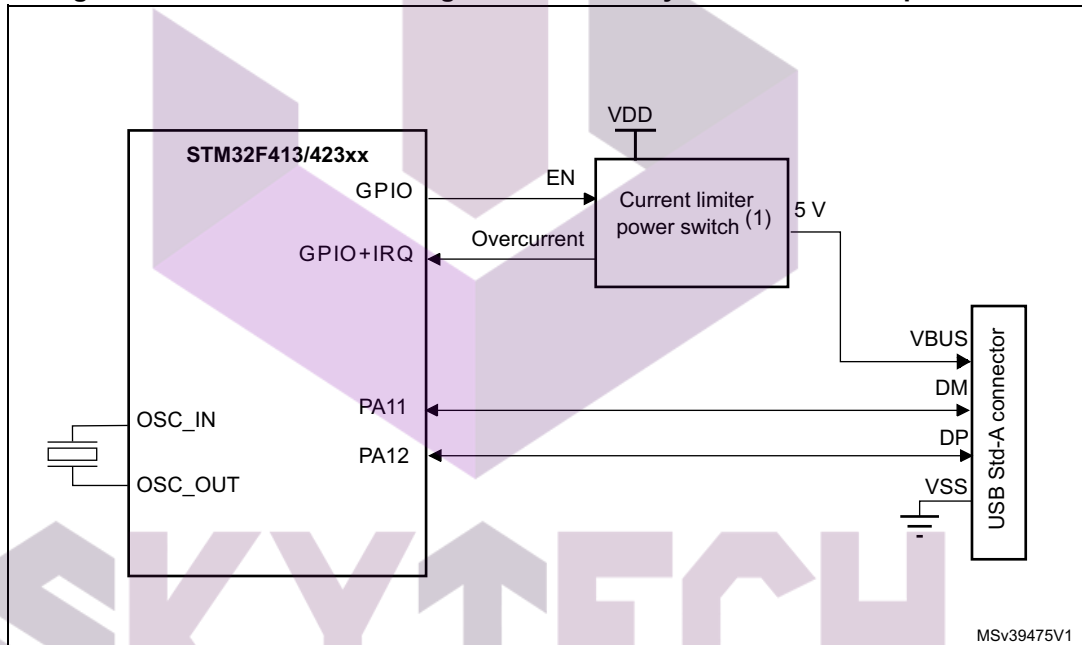 STM32F413/423xx
VDD
GPIO
EN
Current limiter
power switch (1)
5 V
GPIO+IRQ
Overcurrent
VBUS
DM
DP
VSS
USB Std-A connector
PA11
PA12
OSC_IN
OSC_OUT
SKYTECH
MSv39475V1